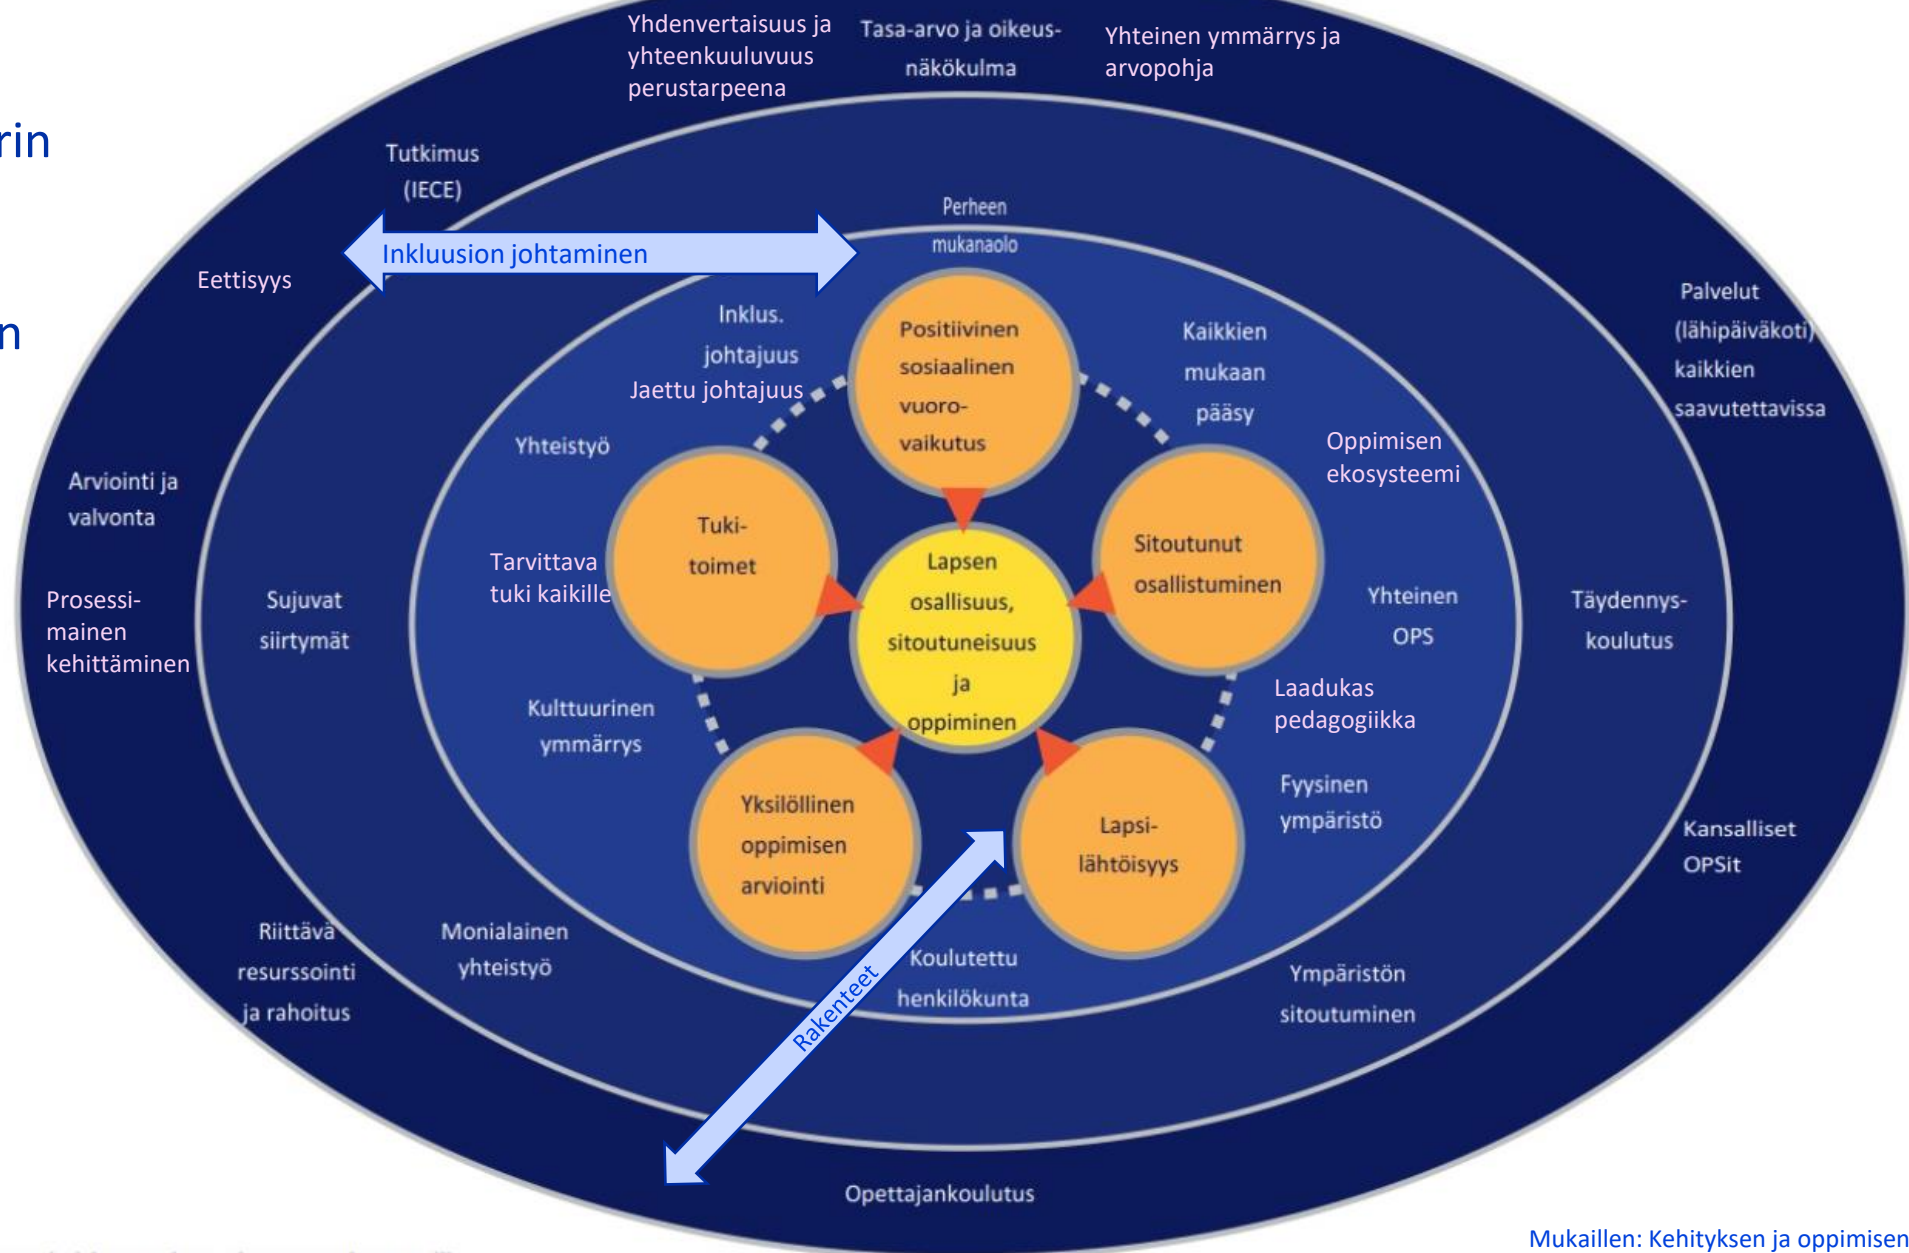 Yhdenvertaisuus ja
yhteenkuuluvuus
perustarpeena
Tasa-arvo ja oikeus-
näkökulma
Yhteinen ymmärrys ja
arvopohja
rin
n
Tutkimus
(IECE)
Perheen
mukanaolo
Inkluusion johtaminen
Eettisyys
Palvelut
(lähipäiväkoti)
kaikkien
saavutettavissa
Inklus.
johtajuus
Jaettu johtajuus
Positiivinen
sosiaalinen
vuoro-
vaikutus
Kaikkien
mukaan
pääsy
Yhteistyö
Oppimisen
ekosysteemi
Arviointi ja
valvonta
Tuki-
toimet
Sitoutunut
osallistuminen
Lapsen
osallisuus,
sitoutuneisuus
ja
oppiminen
Tarvittava
tuki kaikille
Prosessi-
mainen
kehittäminen
Sujuvat
siirtymät
Yhteinen
OPS
Täydennys-
koulutus
Laadukas
pedagogiikka
Kulttuurinen
ymmärrys
Yksilöllinen
oppimisen
arviointi
Lapsi-
lähtöisyys
Fyysinen
ympäristö
Kansalliset
OPSit
Riittävä
resurssointi
ja rahoitus
Monialainen
yhteistyö
Koulutettu
henkilökunta
Rakenteet
Ympäristön
sitoutuminen
Opettajankoulutus
Mukaillen: Kehityksen ja oppimisen